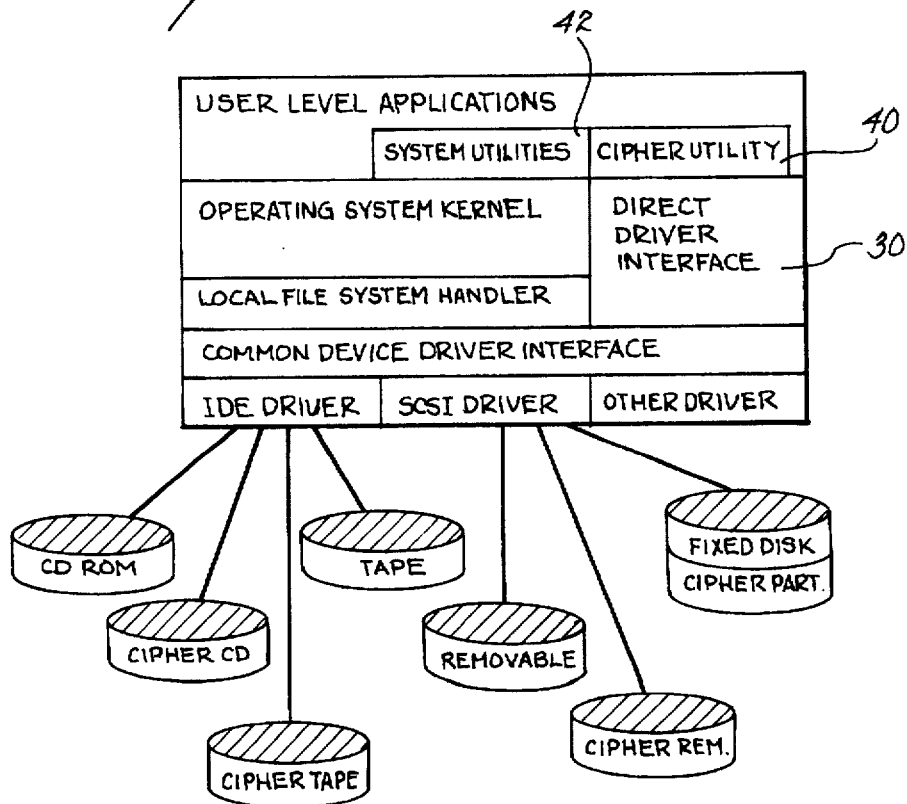 42
USER LEVEL APPLICATIONS
SYSTEM UTILITIES
CIPHER UTILITY
40
OPERATING SYSTEM KERNEL
DIRECT
DRIVER
INTERFACE
30
LOCAL FILE SYSTEM HANDLER
COMMON DEVICE DRIVER INTERFACE
IDE DRIVER
SCSI DRIVER
OTHER DRIVER
CD ROM
TAPE
FIXED DISK
CIPHER PART.
CIPHER CD
REMOVABLE
CIPHER TAPE
CIPHER REM.